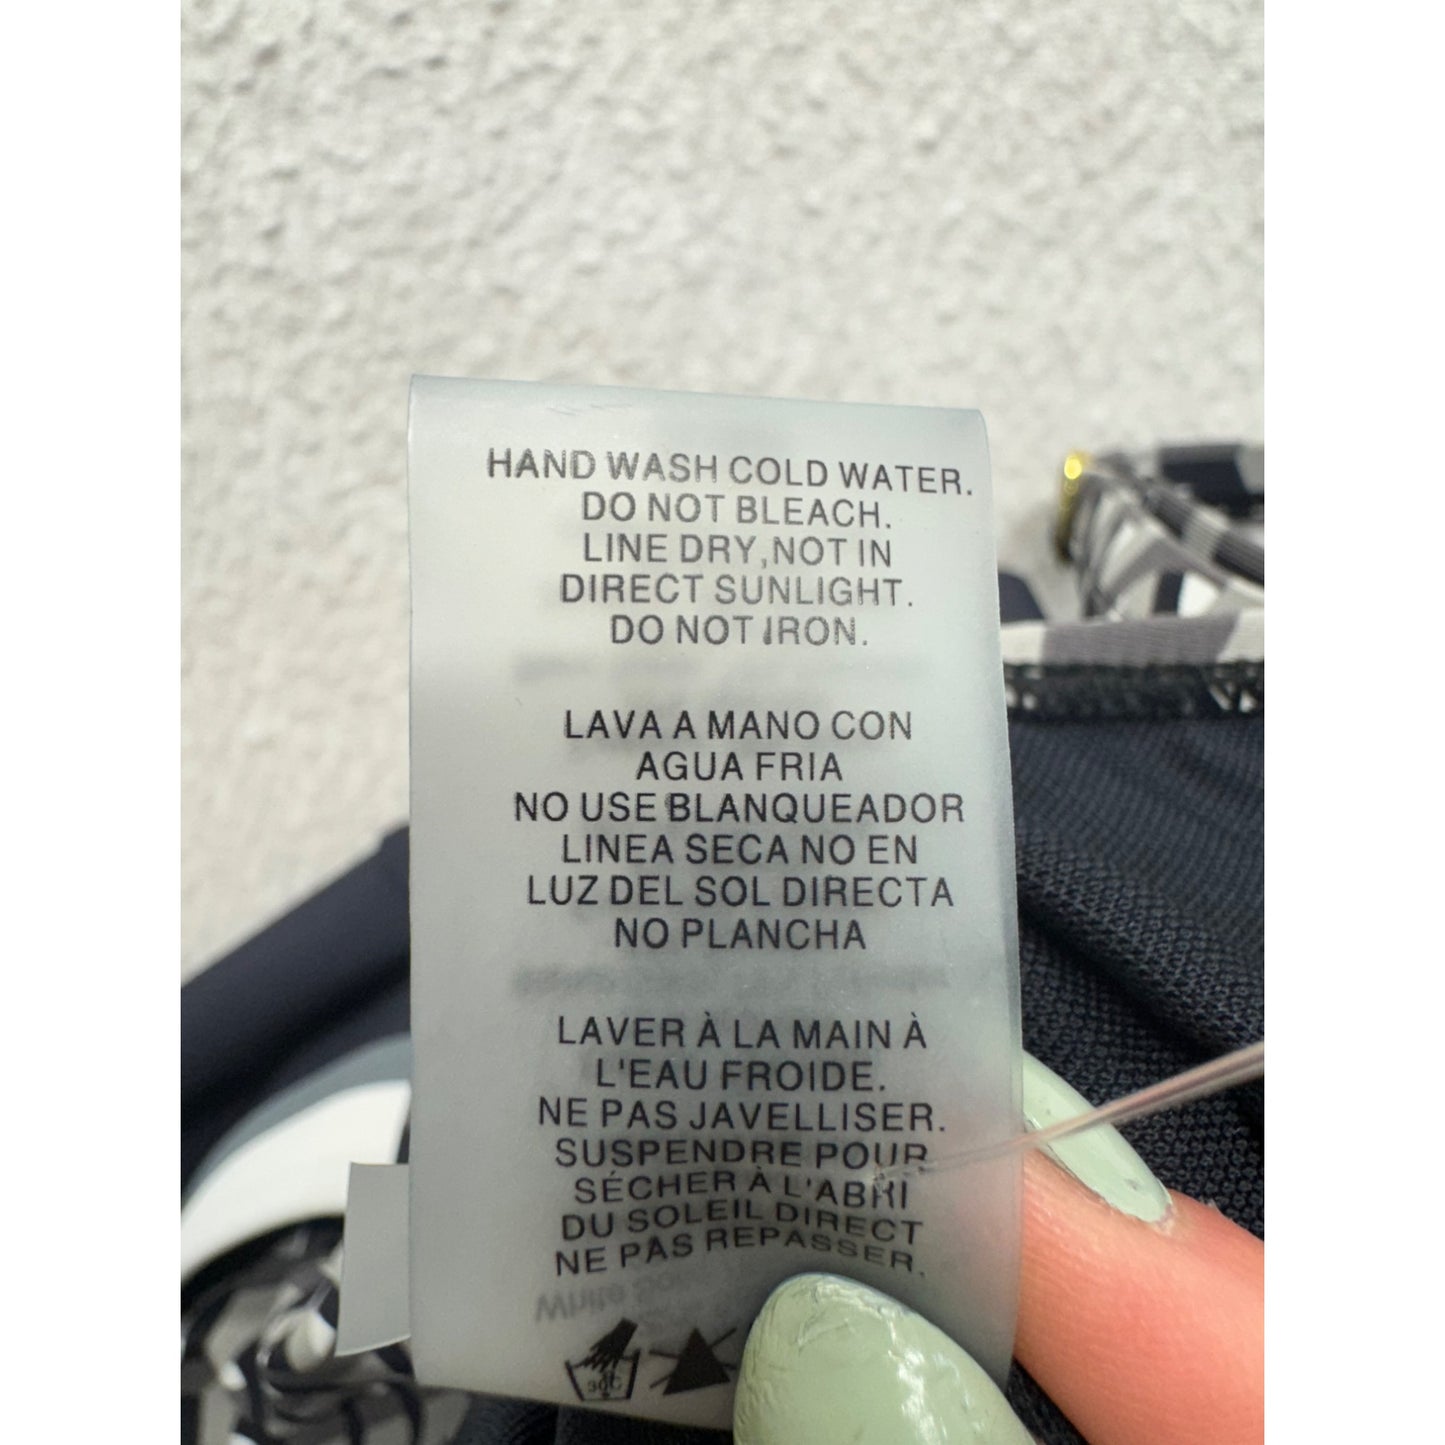 HAND WASH COLD WATER.
DO NOT BLEACH.
LINE DRY,NOT IN
DIRECT SUNLIGHT.
DO NOT IRON.
LAVA A MANO CON
AGUA FRIA
NO USE BLANQUEADOR
LINEA SECA NO EN
LUZ DEL SOL DIRECTA
NO PLANCHA
LAVER À LA MAIN À
L'EAU FROIDE.
NE PAS JAVELLISER.
SUSPENDRE POUR
SÉCHER À L'ABRI
DU SOLEIL DIRECT
NE PAS REPASSER.
30C